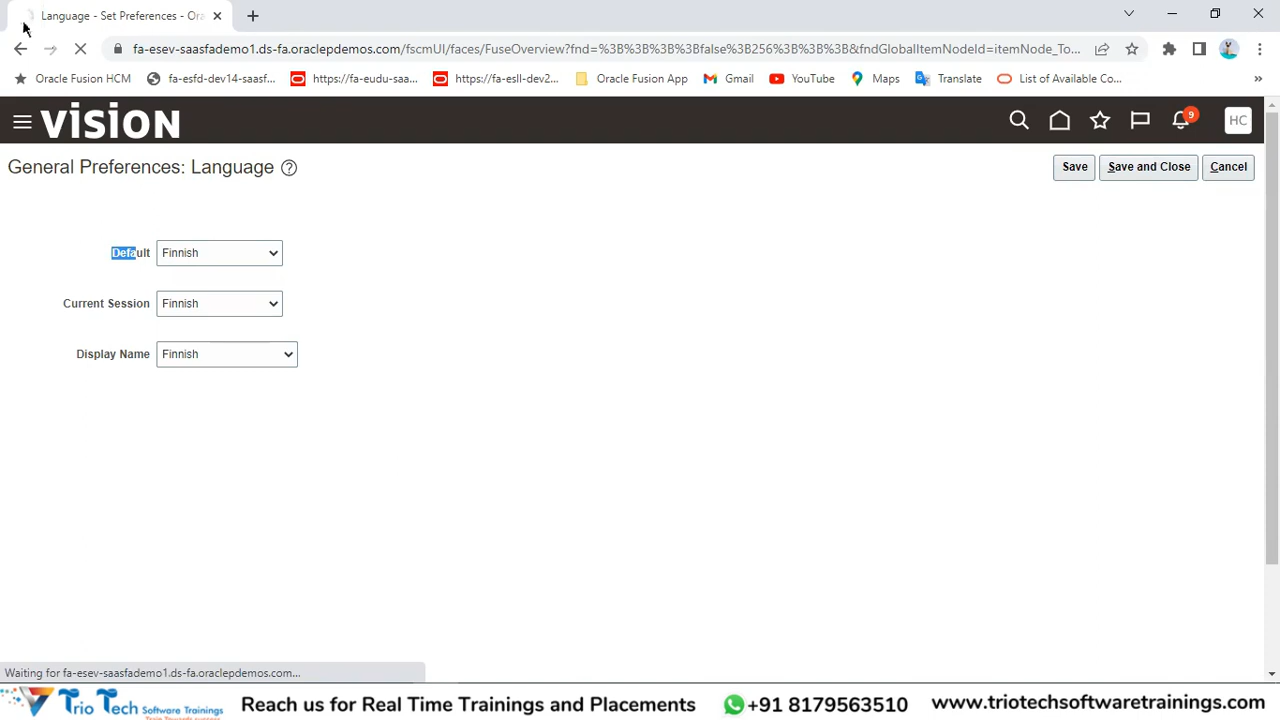 Language - Set Preferences - Ora
fa-esev-saasfademo1.ds-fa.oraclepdemos.com/fscmUI/faces/FuseOverview?fnd=%3B%3B%3B%3Bfalse%3B256%3B%3B%3B&fndGlobalItemNodeId=itemNode_To...
Oracle Fusion HCM fa-esfd-dev14-saasf... https://fa-eudu-saa... https://fa-esll-dev2... Oracle Fusion App Gmail YouTube Maps Translate List of Available Co... »
VISION 9 HC
General Preferences: Language ? Save Save and Close Cancel
Default Finnish
Current Session Finnish
Display Name Finnish
Waiting for fa-esev-saasfademo1.ds-fa.oraclepdemos.com...
Trio Tech Software Trainings Reach us for Real Time Trainings and Placements +91 8179563510 www.triotechsoftwaretrainings.com